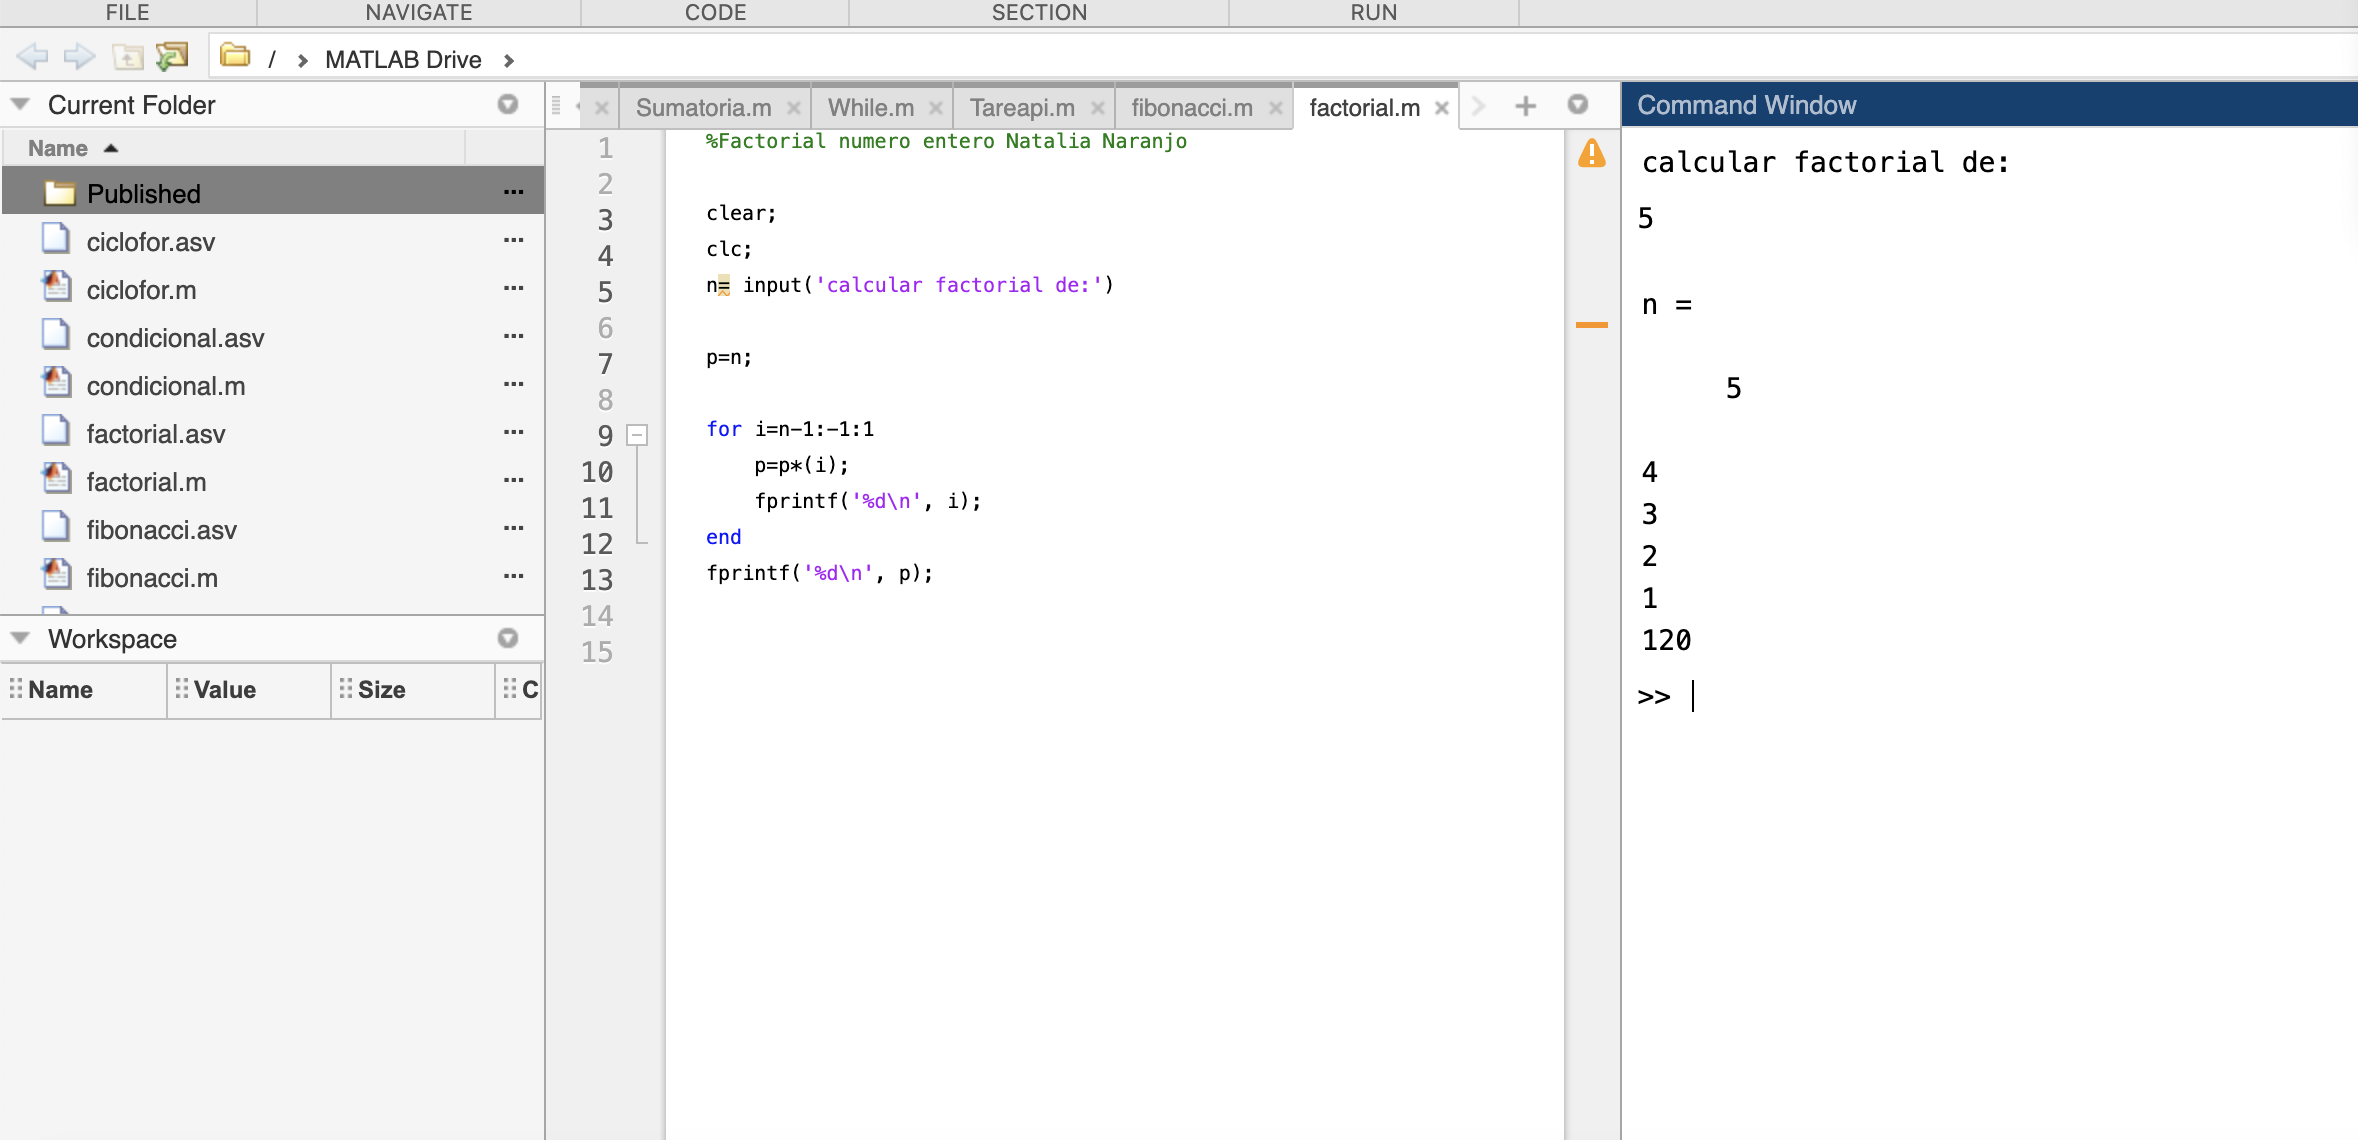 FILE NAVIGATE CODE SECTION RUN
/ › MATLAB Drive ›
Current Folder
Name
Published ...
ciclofor.asv ...
ciclofor.m ...
condicional.asv ...
condicional.m ...
factorial.asv ...
factorial.m ...
fibonacci.asv ...
fibonacci.m ...
Workspace
Name Value Size C
Sumatoria.m While.m Tareapi.m fibonacci.m factorial.m
1 %Factorial numero entero Natalia Naranjo
2
3 clear;
4 clc;
5 n= input('calcular factorial de:')
6
7 p=n;
8
9 for i=n-1:-1:1
10 p=p*(i);
11 fprintf('%d\n', i);
12 end
13 fprintf('%d\n', p);
14
15
Command Window
calcular factorial de:
5
n =
5
4
3
2
1
120
>>